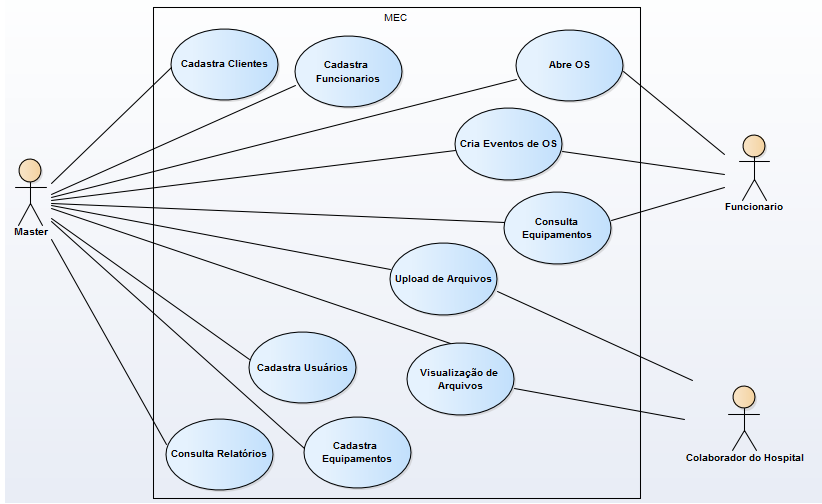 MEC
Cadastra Clientes
Cadastra
Funcionarios
Abre OS
Cria Eventos de OS
Consulta
Equipamentos
Funcionario
Master
Upload de Arquivos
Cadastra Usuários
Visualização de
Arquivos
Consulta Relatórios
Cadastra
Equipamentos
Colaborador do Hospital